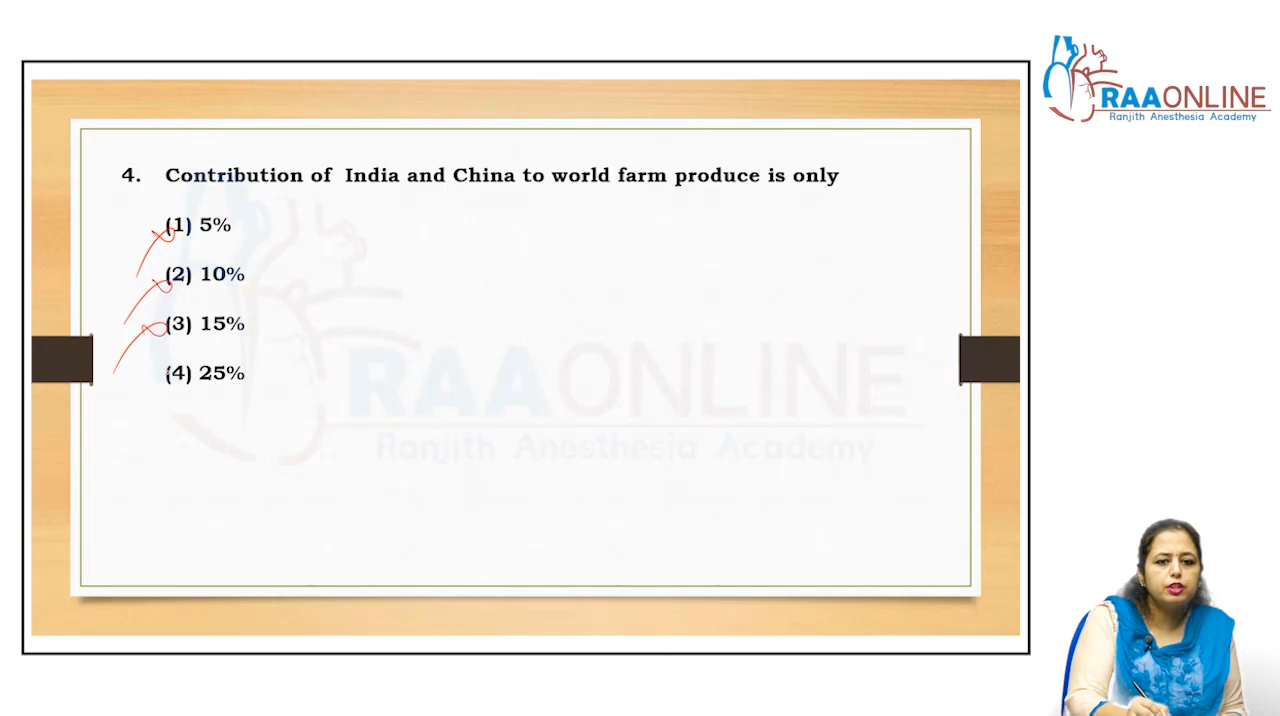 RAAONLINE
Ranjith Anesthesia Academy
4. Contribution of India and China to world farm produce is only
(1) 5%
(2) 10%
(3) 15%
(4) 25%
RAAONLINE
Ranjith Anesthesia Academy